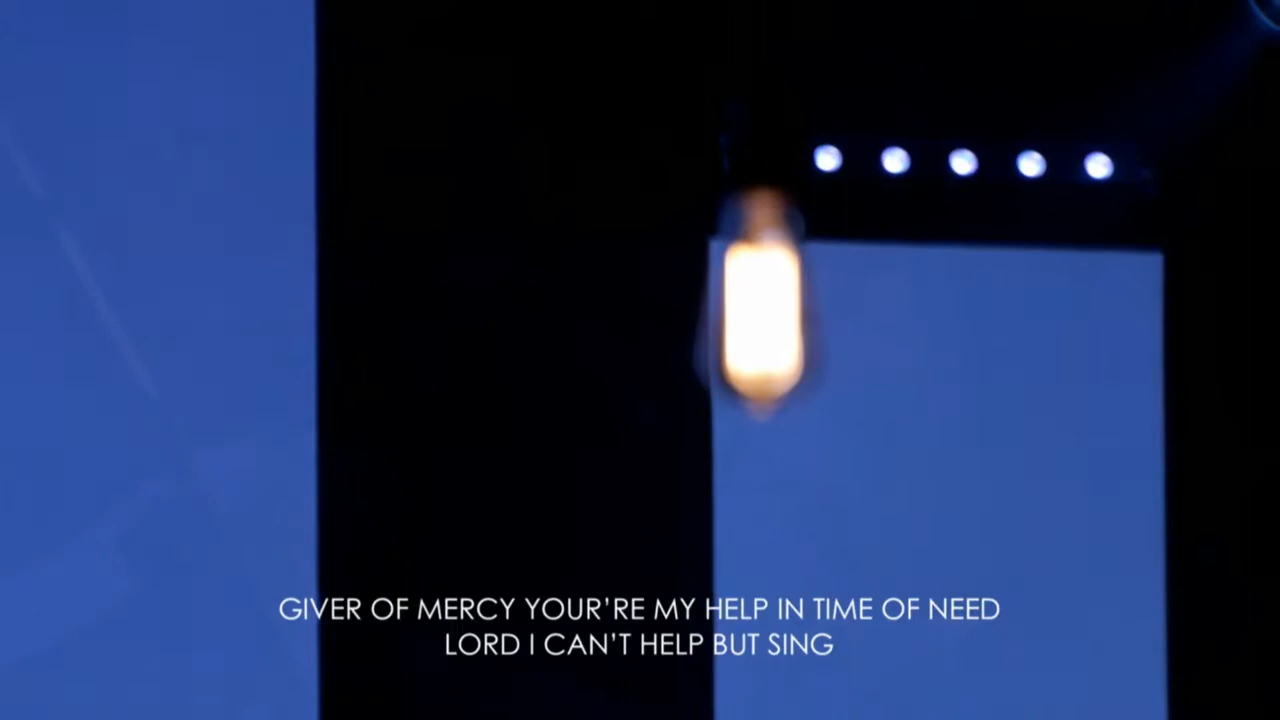 GIVER OF MERCY YOUR'RE MY HELP IN TIME OF NEED
LORD I CAN'T HELP BUT SING